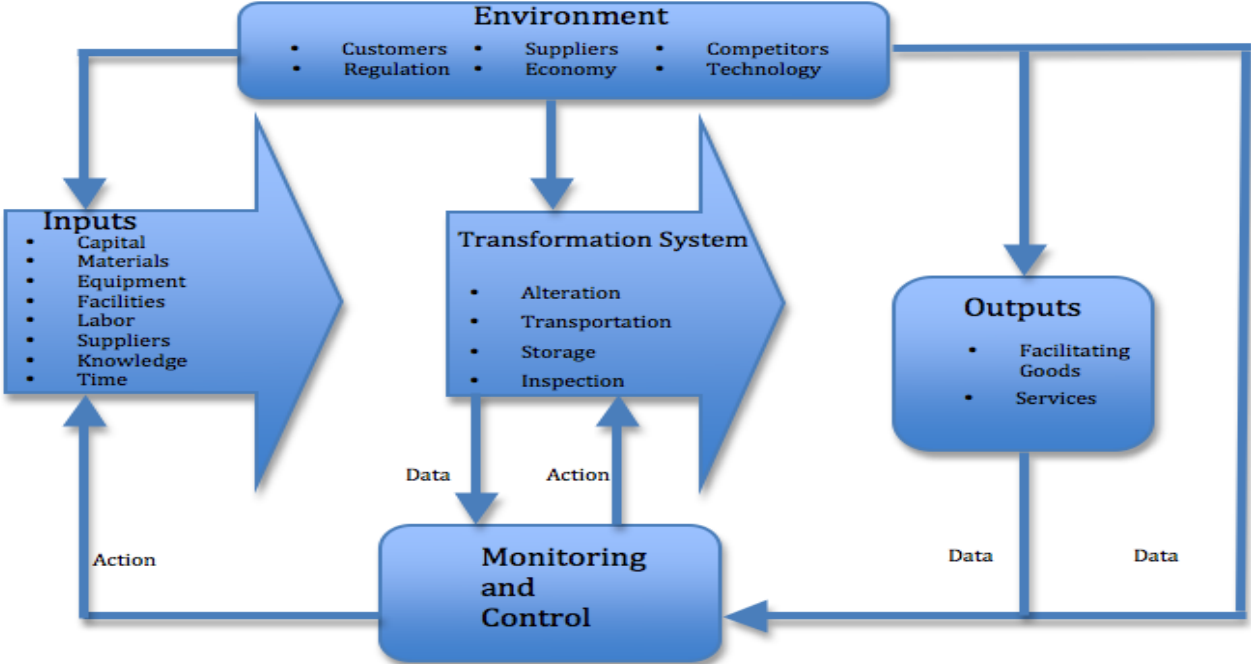 Environment
• Customers • Suppliers • Competitors
• Regulation • Economy • Technology
Inputs
• Capital
• Materials
• Equipment
• Facilities
• Labor
• Suppliers
• Knowledge
• Time
Transformation System
• Alteration
• Transportation
• Storage
• Inspection
Outputs
• Facilitating
Goods
• Services
Data
Action
Action
Monitoring
and
Control
Data
Data